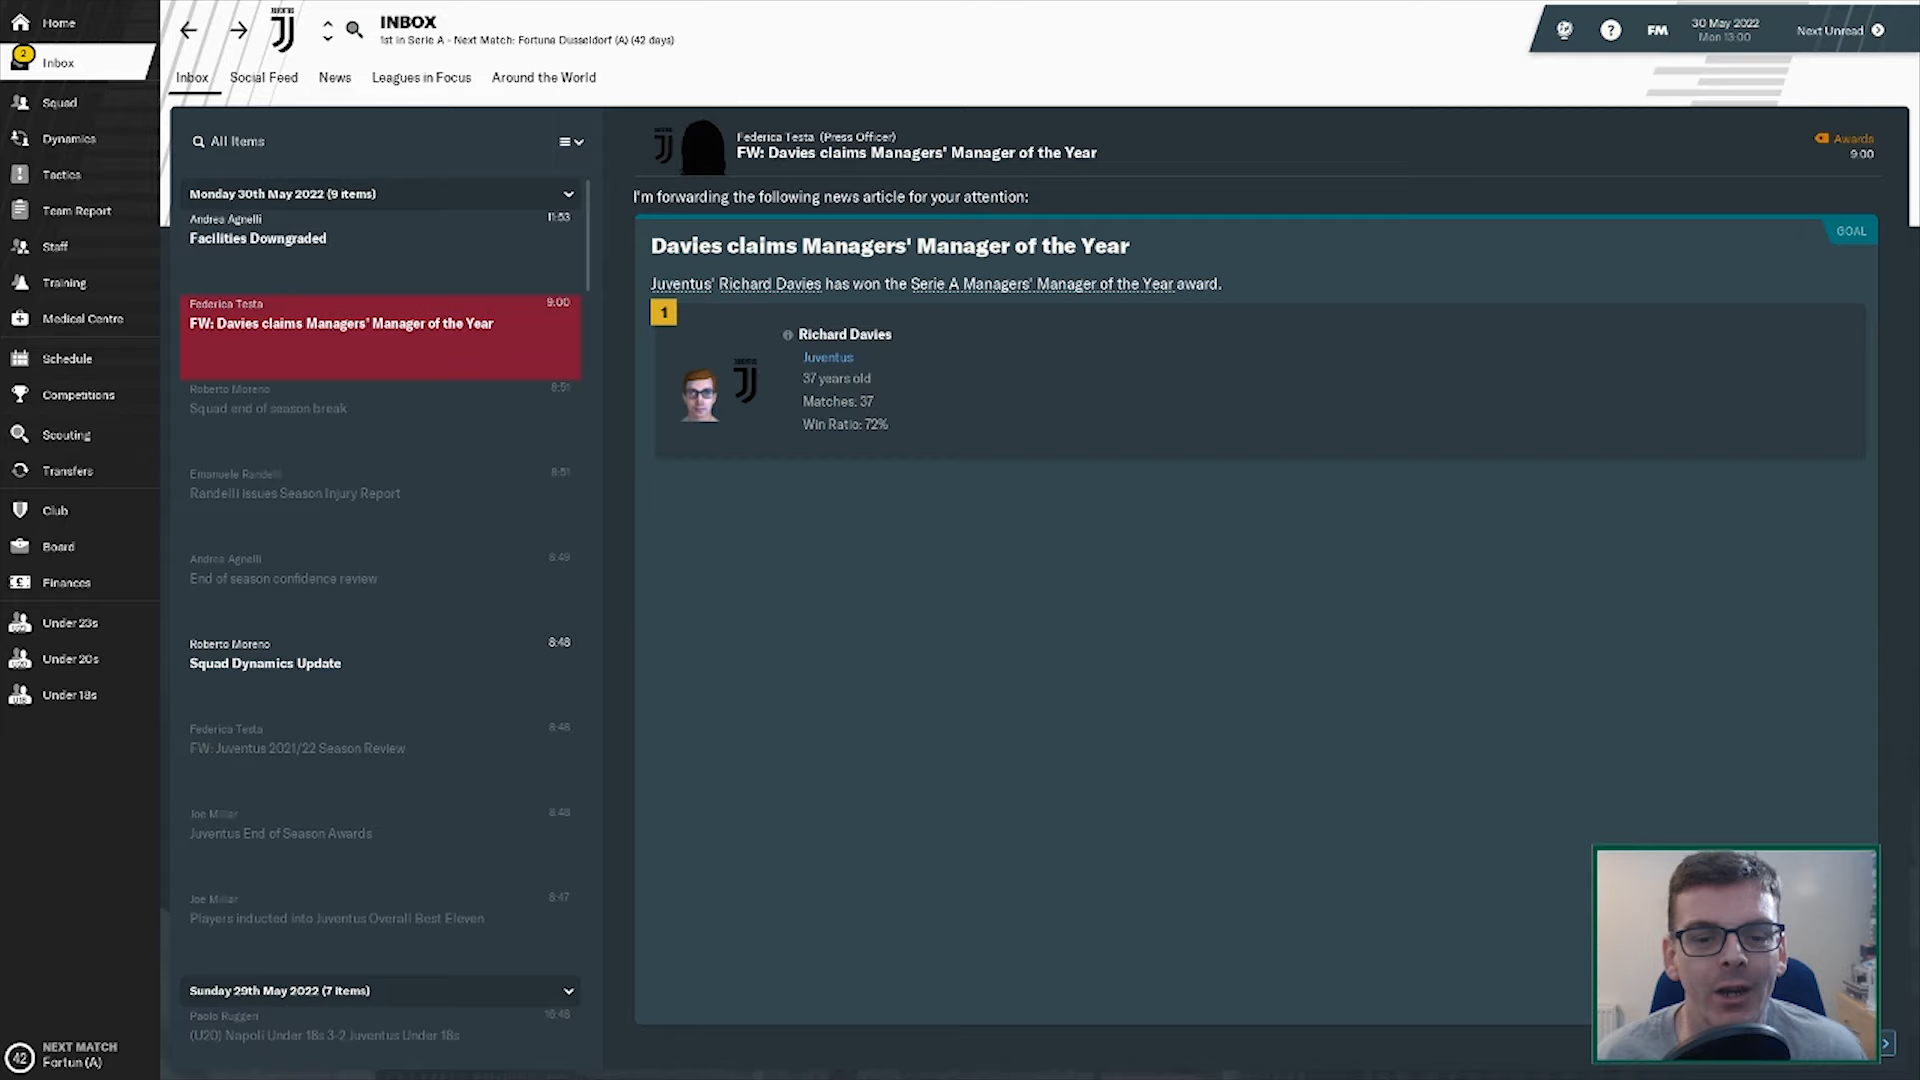 Home
2
Inbox
Squad
Dynamics
Tactics
Team Report
Staff
Training
Medical Centre
Schedule
Competitions
Scouting
Transfers
Club
Board
Finances
Under 23s
Under 20s
Under 18s
42
NEXT MATCH
Fortun (A)
INBOX
1st in Serie A - Next Match: Fortuna Dusseldorf (A) (42 days)
FM
30 May 2022
Mon 13:00
Next Unread
Inbox
Social Feed
News
Leagues in Focus
Around the World
All Items
Monday 30th May 2022 (9 items)
Andrea Agnelli
11:53
Facilities Downgraded
Federica Testa
9:00
FW: Davies claims Managers' Manager of the Year
Roberto Moreno
8:51
Squad end of season break
Emanuele Randelli
8:51
Randelli issues Season Injury Report
Andrea Agnelli
8:49
End of season confidence review
Roberto Moreno
8:48
Squad Dynamics Update
Federica Testa
8:48
FW: Juventus 2021/22 Season Review
Joe Millar
8:48
Juventus End of Season Awards
Joe Millar
8:47
Players inducted into Juventus Overall Best Eleven
Sunday 29th May 2022 (7 items)
Paolo Ruggeri
16:48
(U20) Napoli Under 18s 3-2 Juventus Under 18s
Federica Testa (Press Officer)
FW: Davies claims Managers' Manager of the Year
Awards
9:00
I'm forwarding the following news article for your attention:
GOAL
Davies claims Managers' Manager of the Year
Juventus' Richard Davies has won the Serie A Managers' Manager of the Year award.
1
Richard Davies
Juventus
37 years old
Matches: 37
Win Ratio: 72%